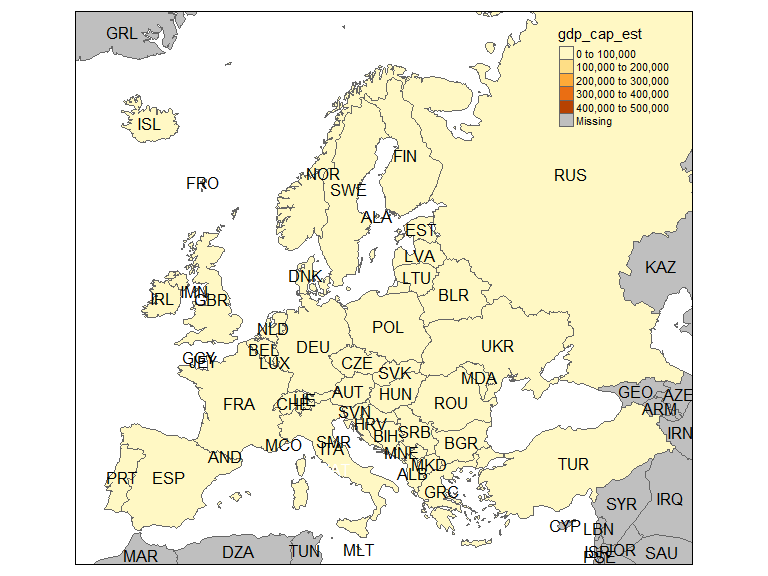 GRL
gdp_cap_est
0 to 100,000
100,000 to 200,000
200,000 to 300,000
300,000 to 400,000
400,000 to 500,000
Missing
ISL
FIN
NOR
SWE
RUS
FRO
ALA
EST
LVA
KAZ
LTU
DNK
IRL
IMN
GBR
BLR
NLD
POL
DEU
UKR
BEL
GGY
JEY
LUX
CZE
SVK
MDA
AUT
HUN
GEO
AZE
CHE
LIE
FRA
ROU
ARM
SVN
HRV
BIH
SRB
IRN
MCO
SMR
ITA
MNE
BGR
AND
MKD
TUR
PRT
ESP
ALB
GRC
SYR
IRQ
CYP
LBN
MAR
DZA
TUN
MLT
ISR
JOR
PSE
SAU